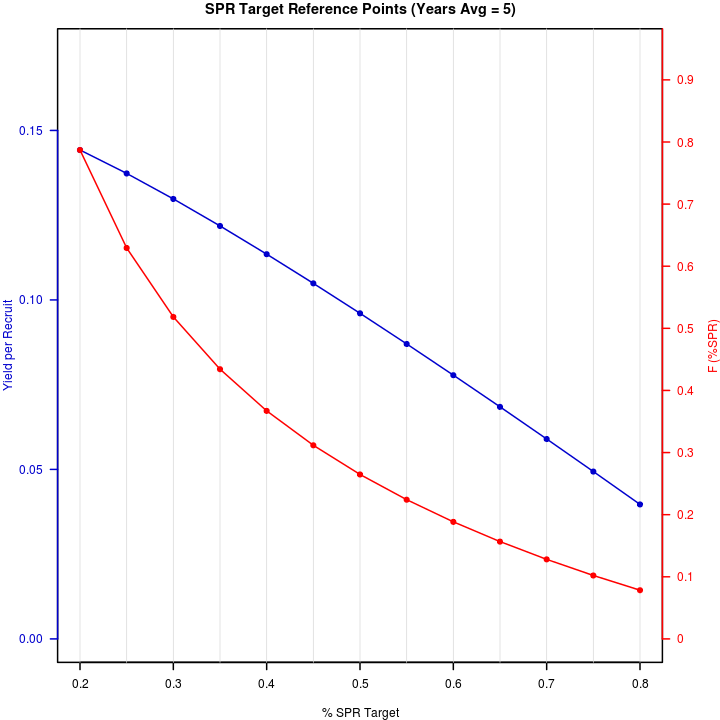 SPR Target Reference Points (Years Avg = 5)
Yield per Recruit
0.15
0.10
0.05
0.00
0.9
0.8
0.7
0.6
0.5
0.4
0.3
0.2
0.1
0
F (%SPR)
0.2 0.3 0.4 0.5 0.6 0.7 0.8
% SPR Target